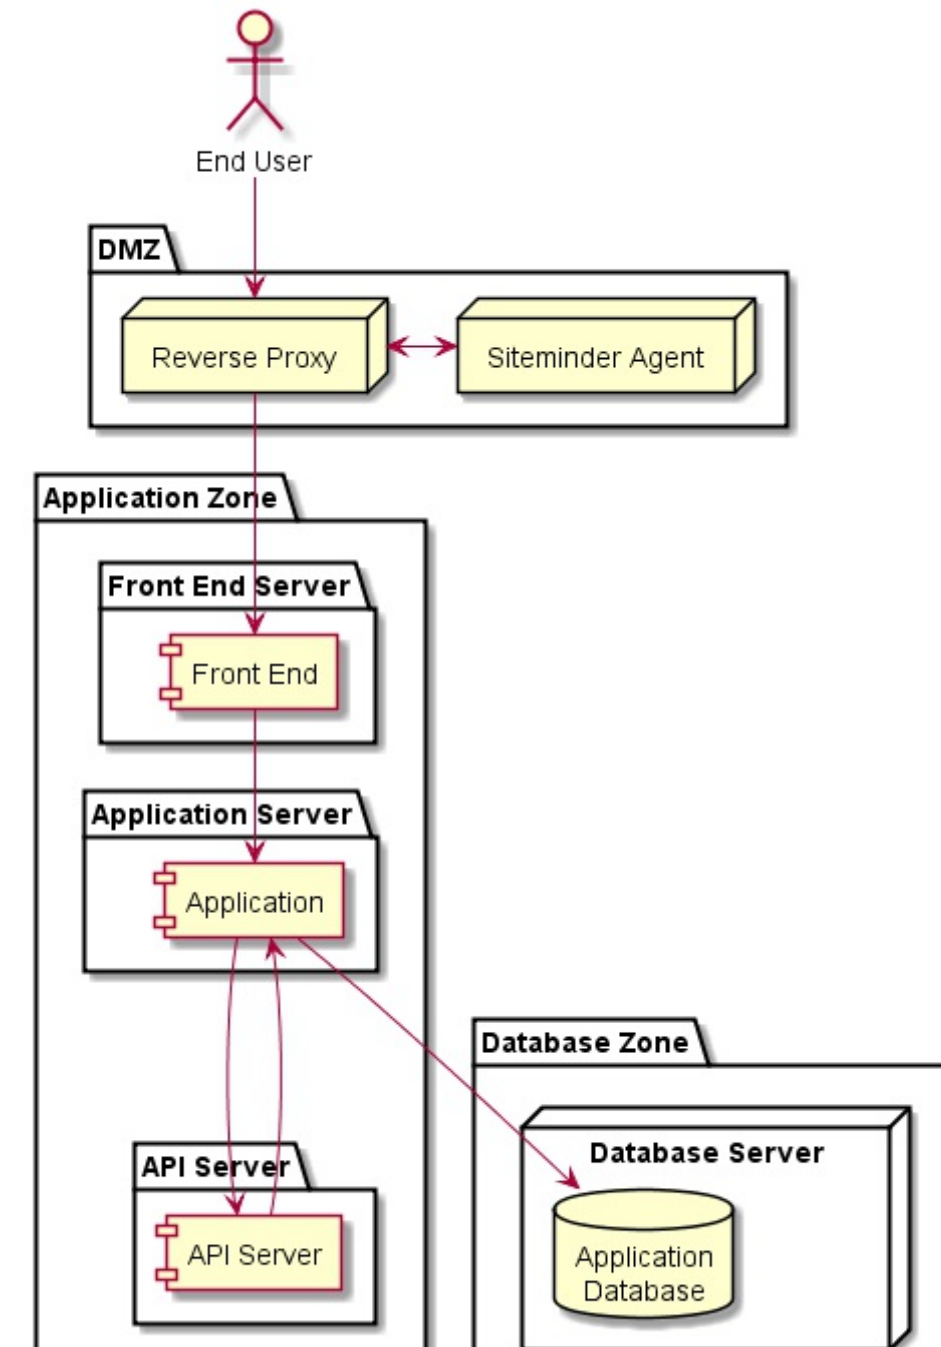 End User
DMZ
Reverse Proxy
Siteminder Agent
Application Zone
Front End Server
Front End
Application Server
Application
Database Zone
Database Server
API Server
API Server
Application
Database